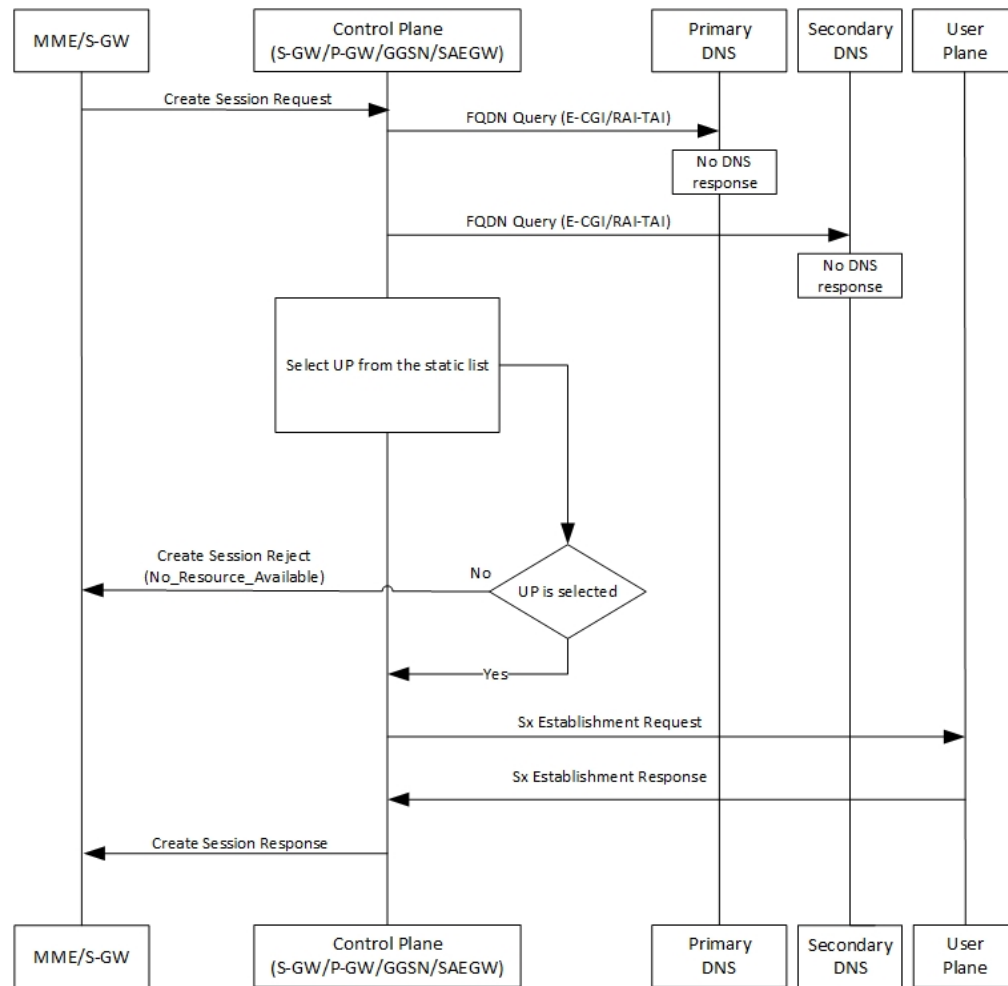 MME/S-GW
Control Plane
(S-GW/P-GW/GGSN/SAEGW)
Primary
DNS
Secondary
DNS
User
Plane
Create Session Request
FQDN Query (E-CGI/RAI-TAI)
No DNS
response
FQDN Query (E-CGI/RAI-TAI)
No DNS
response
Select UP from the static list
Create Session Reject
(No_Resource_Available)
No
UP is selected
Yes
Sx Establishment Request
Sx Establishment Response
Create Session Response
MME/S-GW
Control Plane
(S-GW/P-GW/GGSN/SAEGW)
Primary
DNS
Secondary
DNS
User
Plane